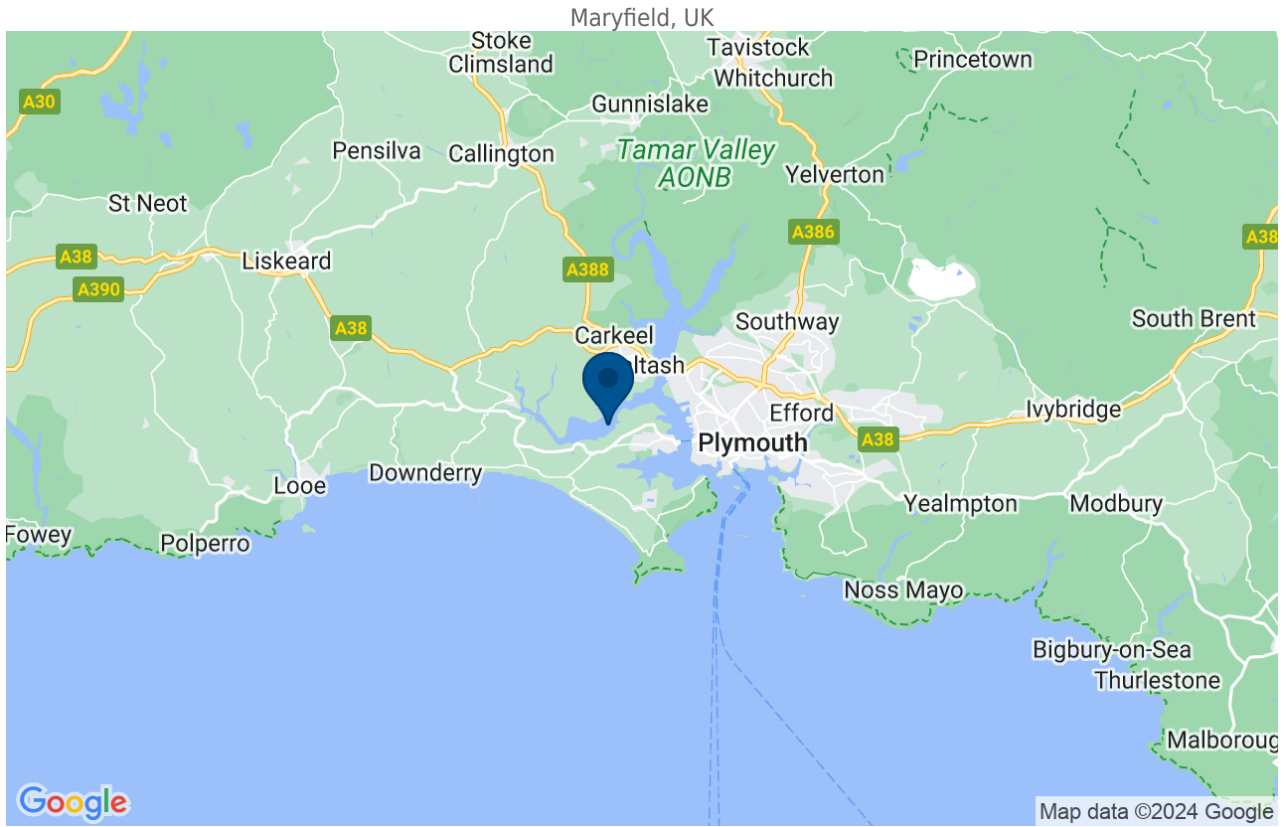 Maryfield, UK
Stoke
Climsland
Tavistock
Whitchurch
Princetown
A30
Gunnislake
Pensilva
Callington
Tamar Valley
AONB
Yelverton
St Neot
A386
A38
A38
Liskeard
A388
A390
South Brent
Southway
A38
Carkeel
ltash
Efford
Ivybridge
Plymouth
A38
Downderry
Looe
Yealmpton
Modbury
Fowey
Polperro
Noss Mayo
Bigbury-on-Sea
Thurlestone
Malboroug
Google
Map data ©2024 Google